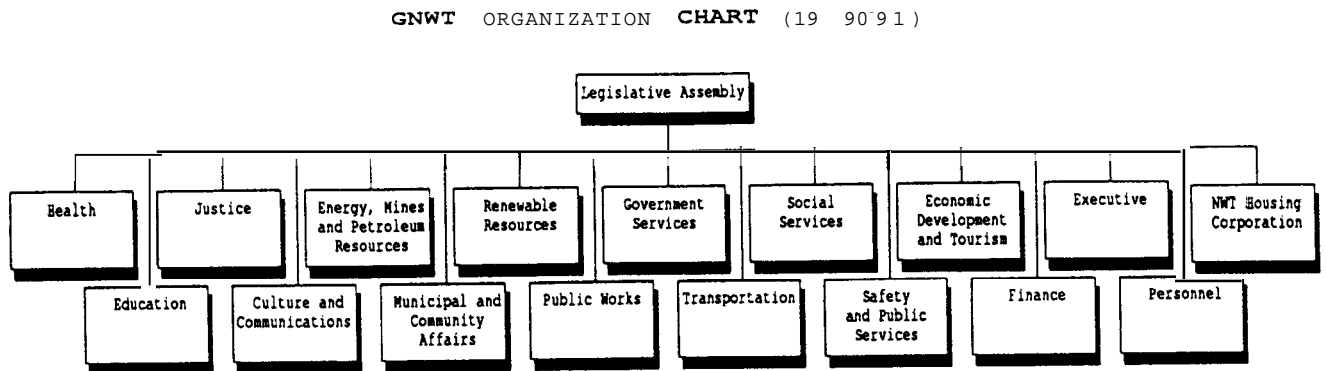 GNWT ORGANIZATION CHART (19 90-91)
Legislative Assembly
Health
Justice
Energy, Mines
and Petroleum
Resources
Renewable
Resources
Government
Services
Social
Services
Economic
Development
and Tourism
Executive
NWT Housing
Corporation
Education
Culture and
Communications
Municipal and
Community
Affairs
Public Works
Transportation
Safety
and Public
Services
Finance
Personnel